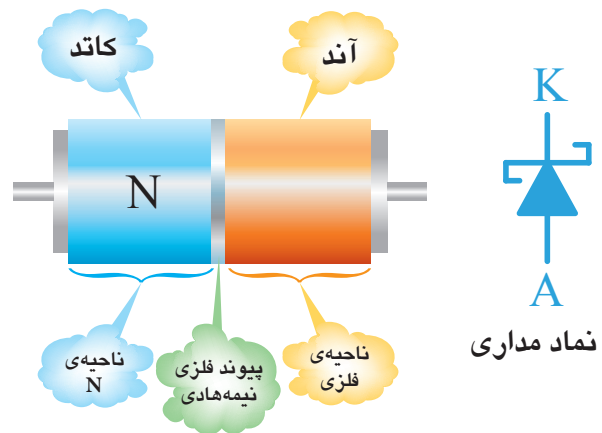 کاتد
آند
N
K
A
نماد مداری
ناحیه‌ی
N
پیوند فلزی
نیمه‌هادی
ناحیه‌ی
فلزی